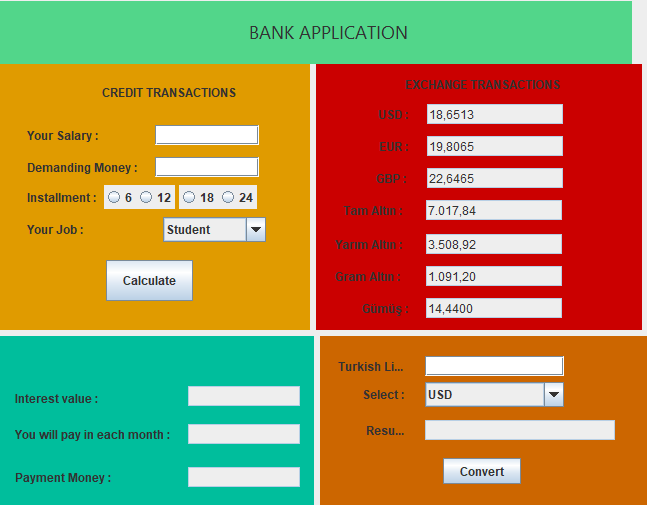 BANK APPLICATION
CREDIT TRANSACTIONS
Your Salary :
Demanding Money :
Installment : 6 12 18 24
Your Job : Student
Calculate
EXCHANGE TRANSACTIONS
USD : 18,6513
EUR : 19,8065
GBP : 22,6465
Tam Altın : 7.017,84
Yarım Altın : 3.508,92
Gram Altın : 1.091,20
Gümüş : 14,4400
Interest value :
You will pay in each month :
Payment Money :
Turkish Li...
Select : USD
Resu...
Convert